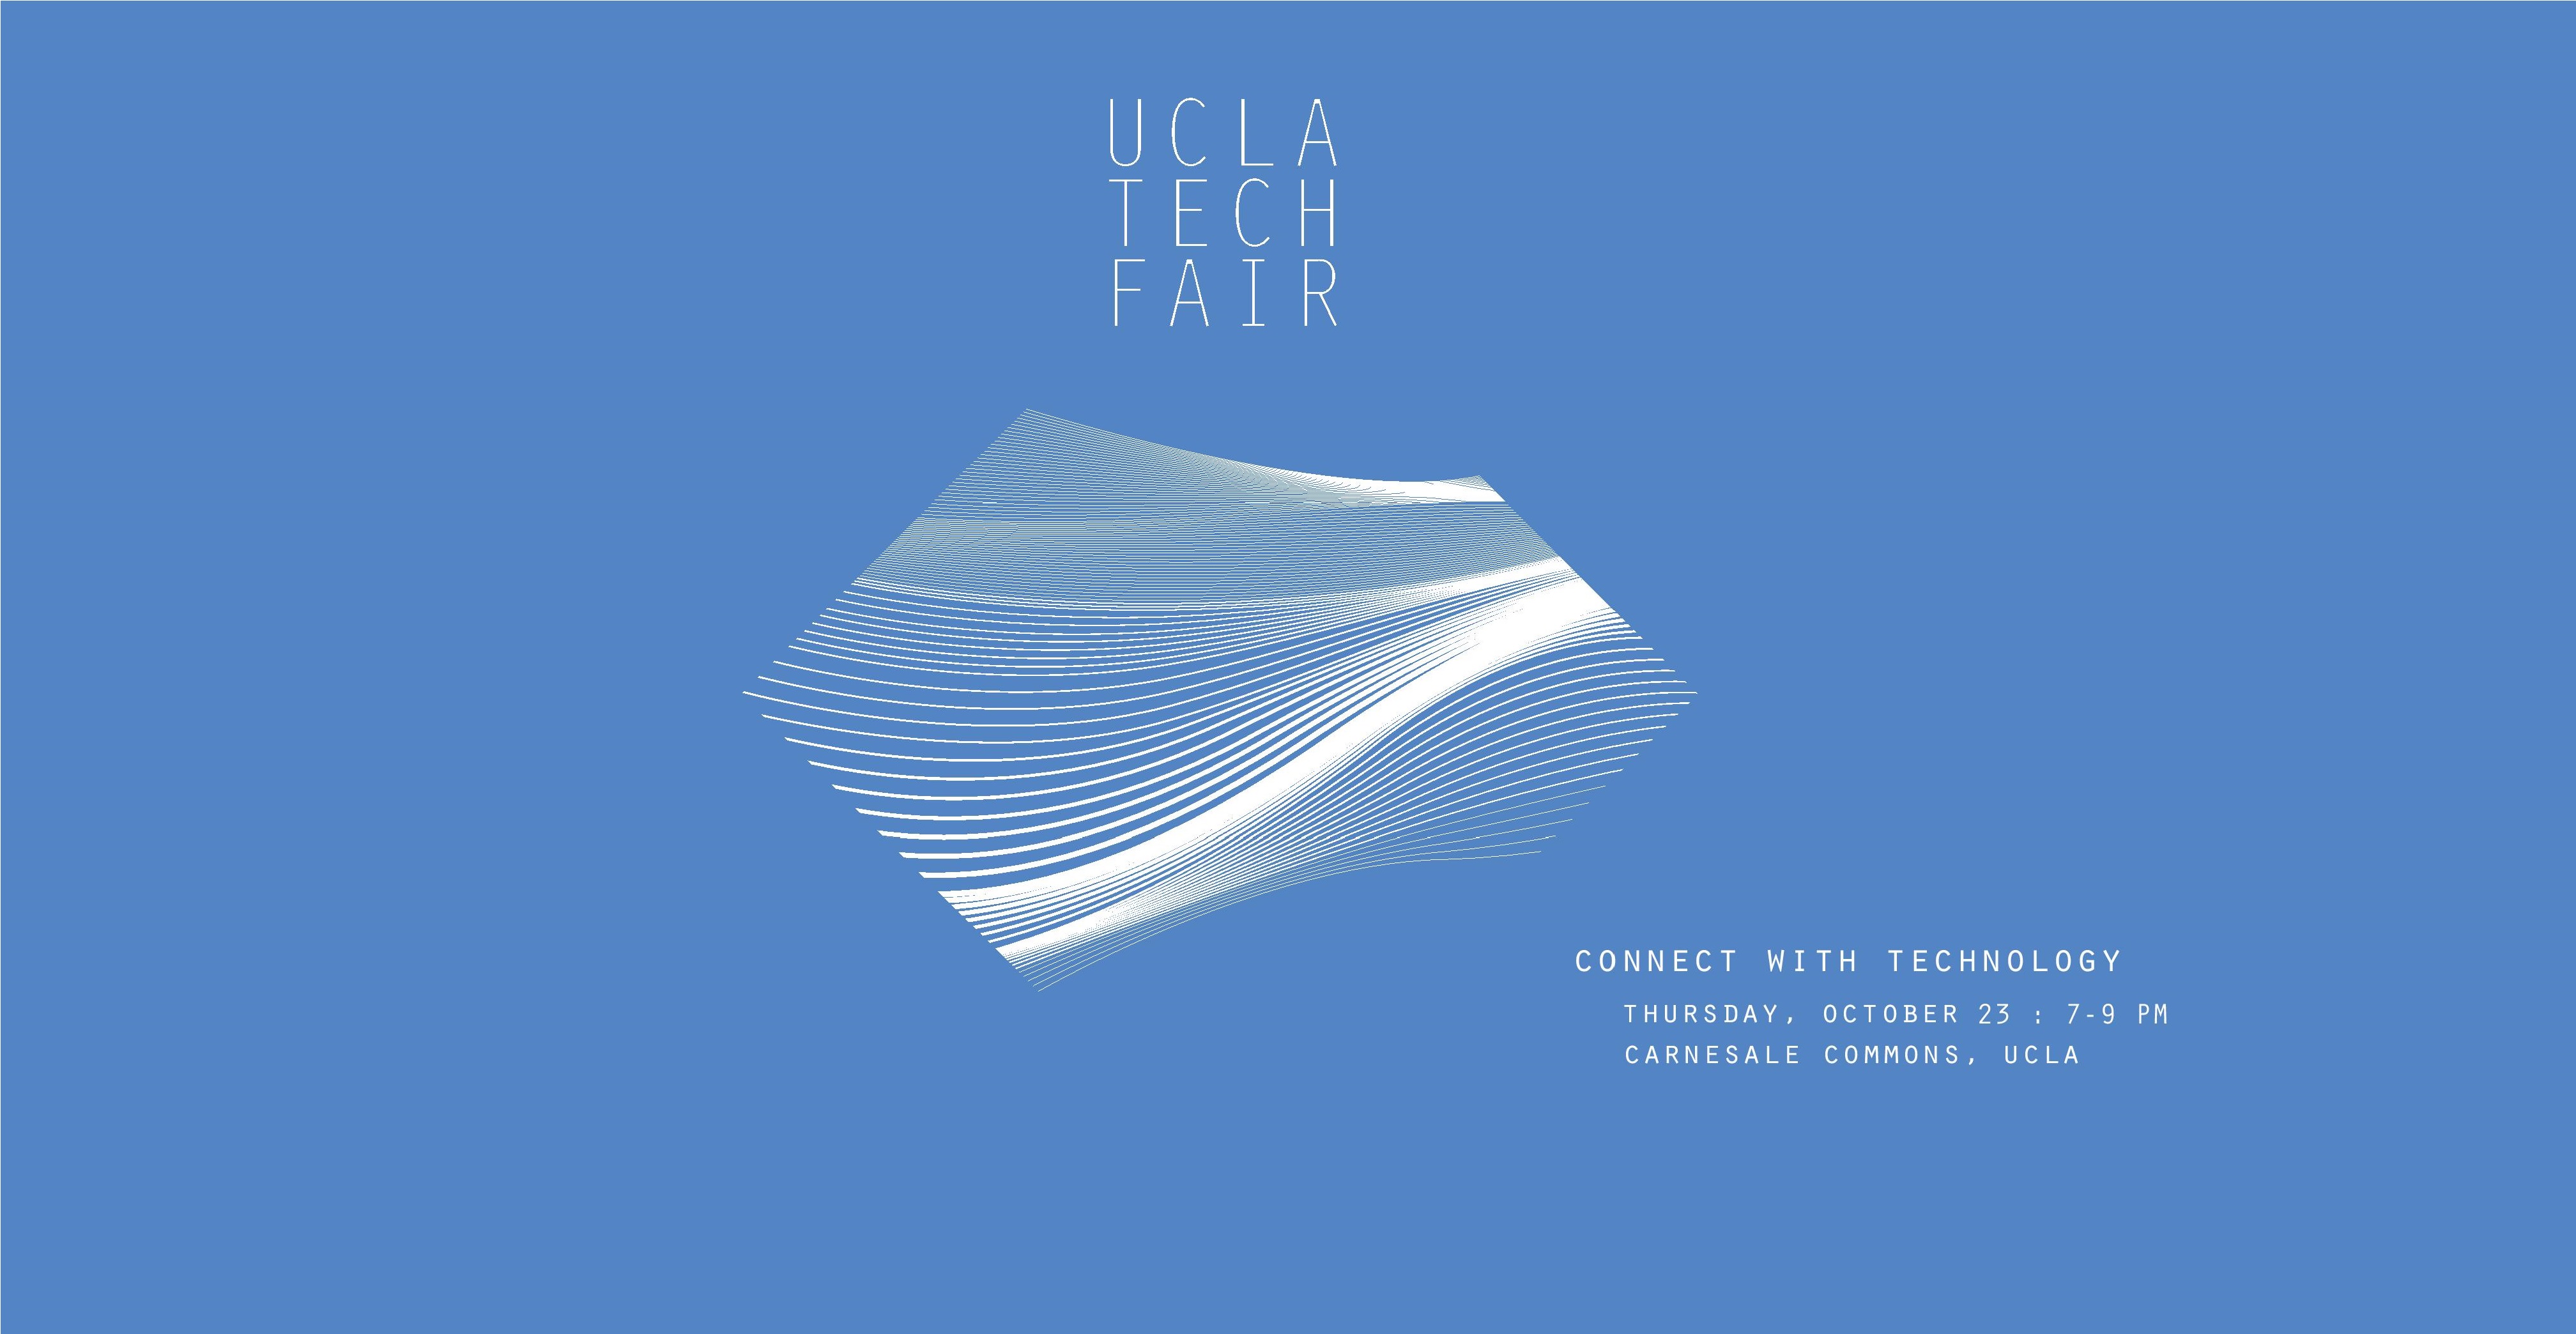 UCLA
TECH
FAIR
CONNECT WITH TECHNOLOGY
THURSDAY, OCTOBER 23 : 7-9 PM
CARNESALE COMMONS, UCLA